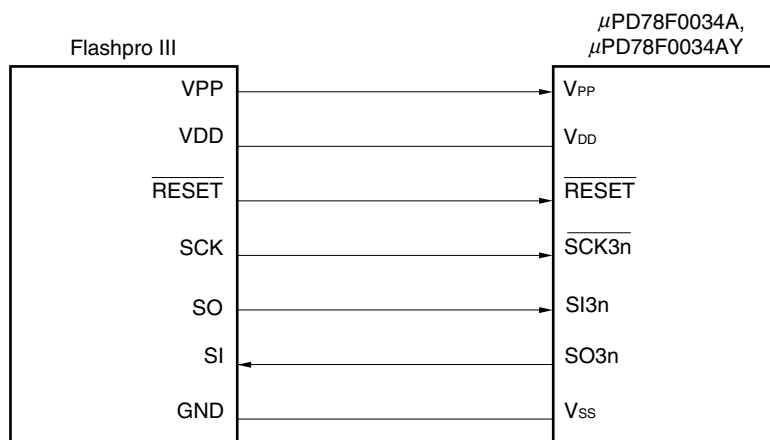 μPD78F0034A,
Flashpro III μPD78F0034AY
VPP VPP
VDD VDD
RESET RESET
SCK SCK3n
SO SI3n
SI SO3n
GND VSS